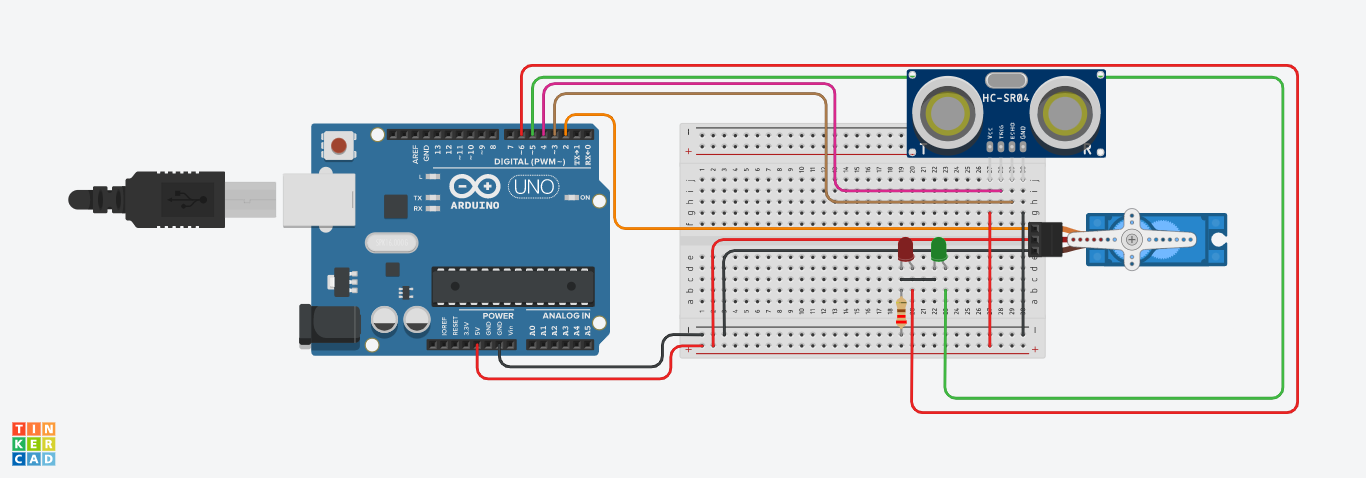 HC-SR04
VCC
TRIG
ECHO
GND
T
R
AREF
GND
13
12
~11
~10
~9
8
7
~6
~5
4
~3
2
TX→1
RX←0
DIGITAL (PWM~)
L
TX
RX
ARDUINO
UNO
ON
POWER
ANALOG IN
IOREF
RESET
3.3V
5V
GND
GND
Vin
A0
A1
A2
A3
A4
A5
TIN
KER
CAD